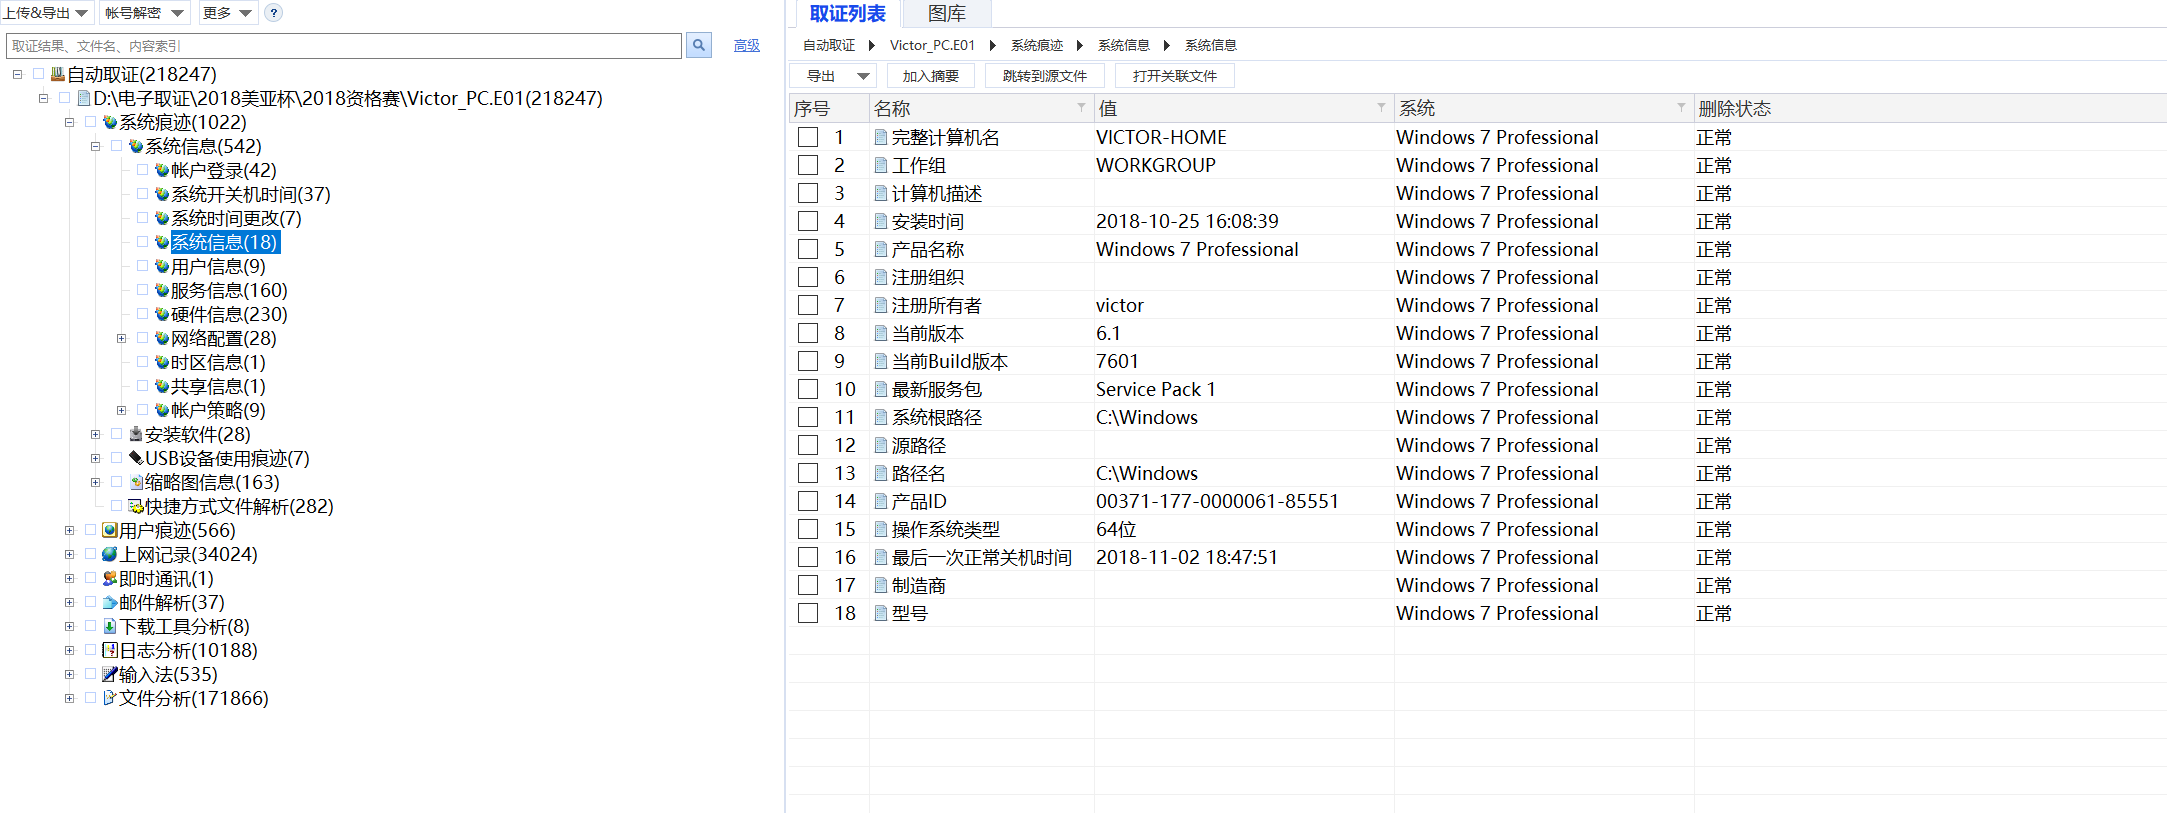 上传&导出 帐号解密 更多 ?
取证结果、文件名、内容索引 高级
自动取证(218247)
D:\电子取证\2018美亚杯\2018资格赛\Victor_PC.E01(218247)
系统痕迹(1022)
系统信息(542)
帐户登录(42)
系统开关机时间(37)
系统时间更改(7)
系统信息(18)
用户信息(9)
服务信息(160)
硬件信息(230)
网络配置(28)
时区信息(1)
共享信息(1)
帐户策略(9)
安装软件(28)
USB设备使用痕迹(7)
缩略图信息(163)
快捷方式文件解析(282)
用户痕迹(566)
上网记录(34024)
即时通讯(1)
邮件解析(37)
下载工具分析(8)
日志分析(10188)
输入法(535)
文件分析(171866)
取证列表 图库
自动取证 Victor_PC.E01 系统痕迹 系统信息 系统信息
导出 加入摘要 跳转到源文件 打开关联文件
序号 名称 值 系统 删除状态
1 完整计算机名 VICTOR-HOME Windows 7 Professional 正常
2 工作组 WORKGROUP Windows 7 Professional 正常
3 计算机描述 Windows 7 Professional 正常
4 安装时间 2018-10-25 16:08:39 Windows 7 Professional 正常
5 产品名称 Windows 7 Professional Windows 7 Professional 正常
6 注册组织 Windows 7 Professional 正常
7 注册所有者 victor Windows 7 Professional 正常
8 当前版本 6.1 Windows 7 Professional 正常
9 当前Build版本 7601 Windows 7 Professional 正常
10 最新服务包 Service Pack 1 Windows 7 Professional 正常
11 系统根路径 C:\Windows Windows 7 Professional 正常
12 源路径 Windows 7 Professional 正常
13 路径名 C:\Windows Windows 7 Professional 正常
14 产品ID 00371-177-0000061-85551 Windows 7 Professional 正常
15 操作系统类型 64位 Windows 7 Professional 正常
16 最后一次正常关机时间 2018-11-02 18:47:51 Windows 7 Professional 正常
17 制造商 Windows 7 Professional 正常
18 型号 Windows 7 Professional 正常